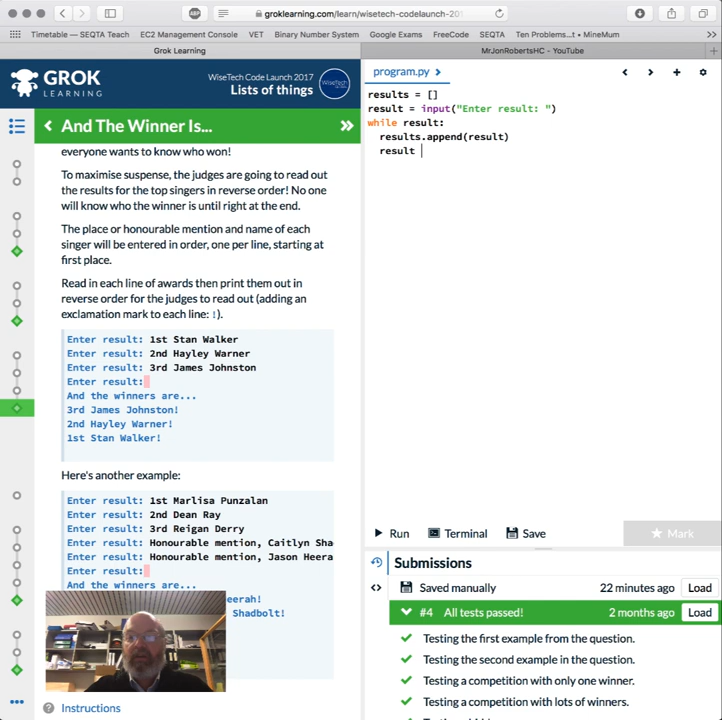 groklearning.com/learn/wisetech-codelaunch-201
Timetable — SEQTA Teach
EC2 Management Console
VET
Binary Number System
Google Exams
FreeCode
SEQTA
Ten Problems...t • MineMum
Grok Learning
MrJonRobertsHC - YouTube
GROK
LEARNING
WiseTech Code Launch 2017
Lists of things
And The Winner Is...
everyone wants to know who won!
To maximise suspense, the judges are going to read out
the results for the top singers in reverse order! No one
will know who the winner is until right at the end.
The place or honourable mention and name of each
singer will be entered in order, one per line, starting at
first place.
Read in each line of awards then print them out in
reverse order for the judges to read out (adding an
exclamation mark to each line: !).
Enter result: 1st Stan Walker
Enter result: 2nd Hayley Warner
Enter result: 3rd James Johnston
Enter result:
And the winners are...
3rd James Johnston!
2nd Hayley Warner!
1st Stan Walker!
Here's another example:
Enter result: 1st Marlisa Punzalan
Enter result: 2nd Dean Ray
Enter result: 3rd Reigan Derry
Enter result: Honourable mention, Caitlyn Sha
Enter result: Honourable mention, Jason Heera
Enter result:
And the winners are...
eerah!
Shadbolt!
Instructions
program.py
results = []
result = input("Enter result: ")
while result:
  results.append(result)
  result
Run
Terminal
Save
Mark
Submissions
Saved manually
22 minutes ago
Load
#4 All tests passed!
2 months ago
Load
Testing the first example from the question.
Testing the second example in the question.
Testing a competition with only one winner.
Testing a competition with lots of winners.